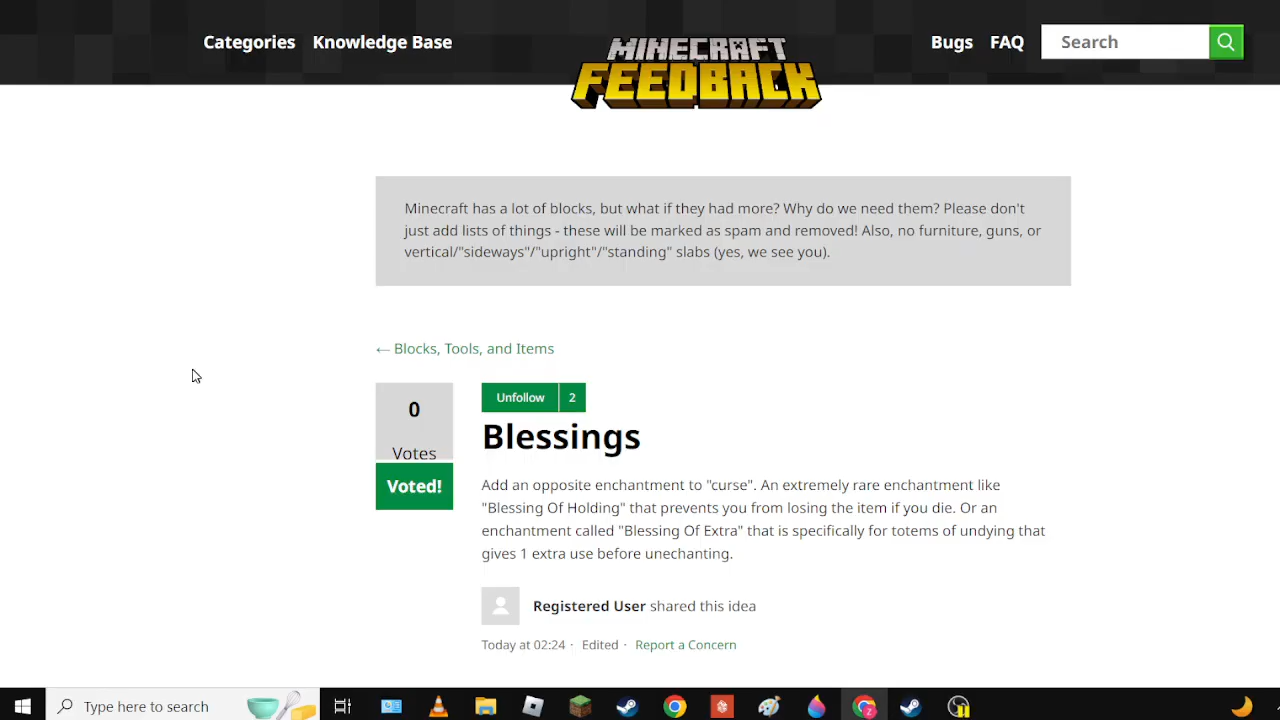 Categories
Knowledge Base
MINECRAFT
FEEDBACK
Bugs
FAQ
Search
Minecraft has a lot of blocks, but what if they had more? Why do we need them? Please don't
just add lists of things - these will be marked as spam and removed! Also, no furniture, guns, or
vertical/"sideways"/"upright"/"standing" slabs (yes, we see you).
← Blocks, Tools, and Items
0
Votes
Voted!
Unfollow
2
Blessings
Add an opposite enchantment to "curse". An extremely rare enchantment like
"Blessing Of Holding" that prevents you from losing the item if you die. Or an
enchantment called "Blessing Of Extra" that is specifically for totems of undying that
gives 1 extra use before unechanting.
Registered User shared this idea
Today at 02:24 · Edited · Report a Concern
Type here to search